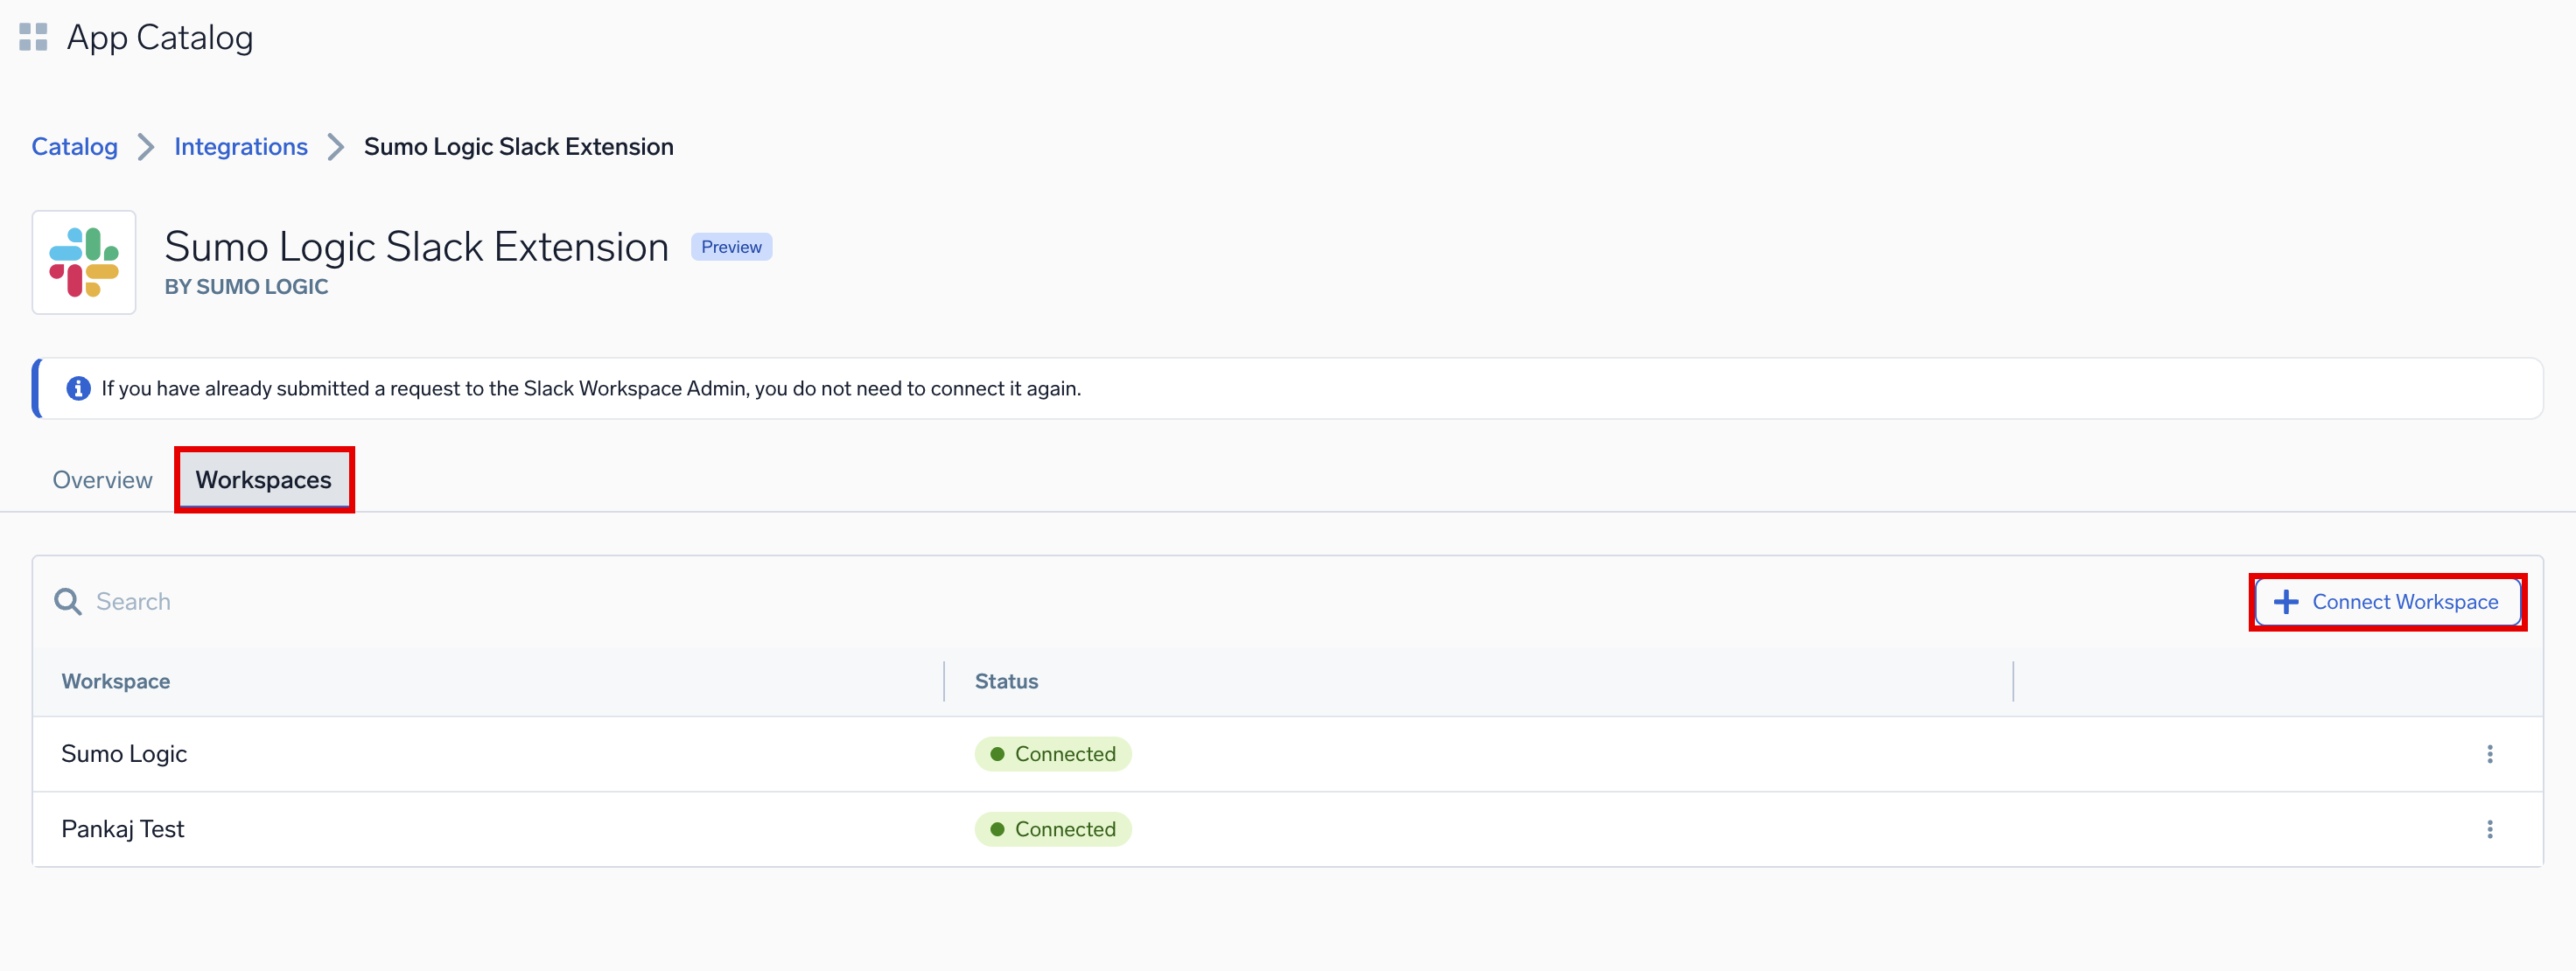 App Catalog
Catalog Integrations Sumo Logic Slack Extension
Sumo Logic Slack Extension Preview
BY SUMO LOGIC
If you have already submitted a request to the Slack Workspace Admin, you do not need to connect it again.
Overview Workspaces
Search Connect Workspace
Workspace Status
Sumo Logic Connected
Pankaj Test Connected